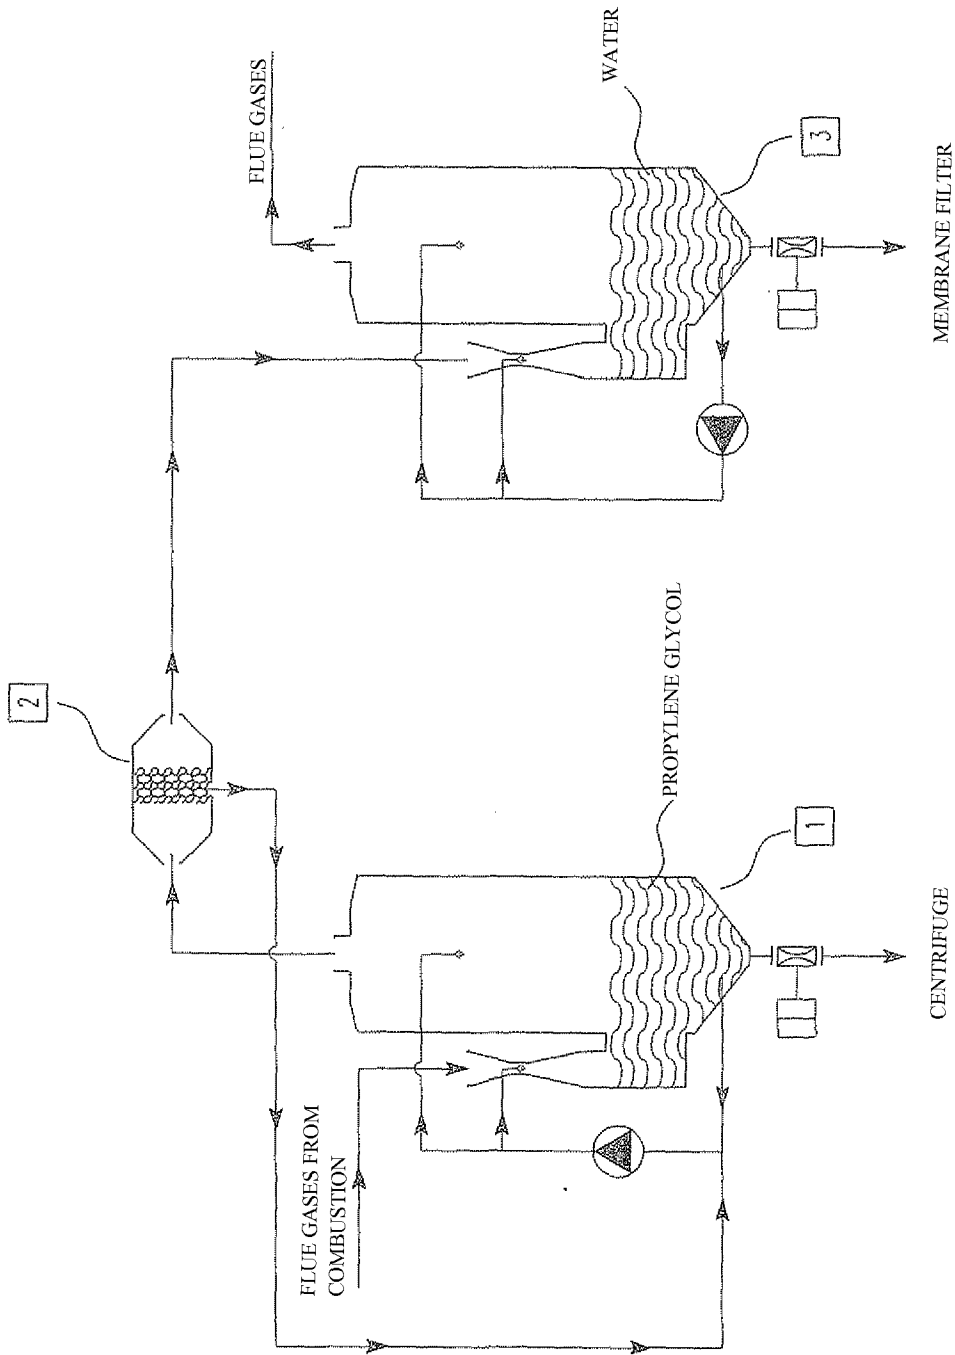 FLUE GASES FROM
COMBUSTION
2
FLUE GASES
PROPYLENE GLYCOL
WATER
1
3
CENTRIFUGE
MEMBRANE FILTER